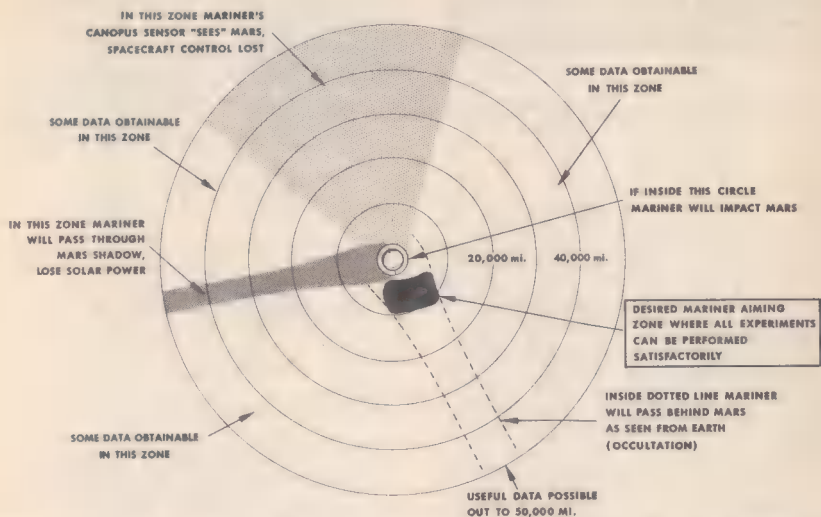 IN THIS ZONE MARINER'S
CANOPUS SENSOR "SEES" MARS,
SPACECRAFT CONTROL LOST
SOME DATA OBTAINABLE
IN THIS ZONE
SOME DATA OBTAINABLE
IN THIS ZONE
IF INSIDE THIS CIRCLE
MARINER WILL IMPACT MARS
IN THIS ZONE MARINER
WILL PASS THROUGH
MARS SHADOW,
LOSE SOLAR POWER
20,000 mi.
40,000 mi.
DESIRED MARINER AIMING
ZONE WHERE ALL EXPERIMENTS
CAN BE PERFORMED
SATISFACTORILY
INSIDE DOTTED LINE MARINER
WILL PASS BEHIND MARS
AS SEEN FROM EARTH
(OCCULTATION)
SOME DATA OBTAINABLE
IN THIS ZONE
USEFUL DATA POSSIBLE
OUT TO 50,000 MI.